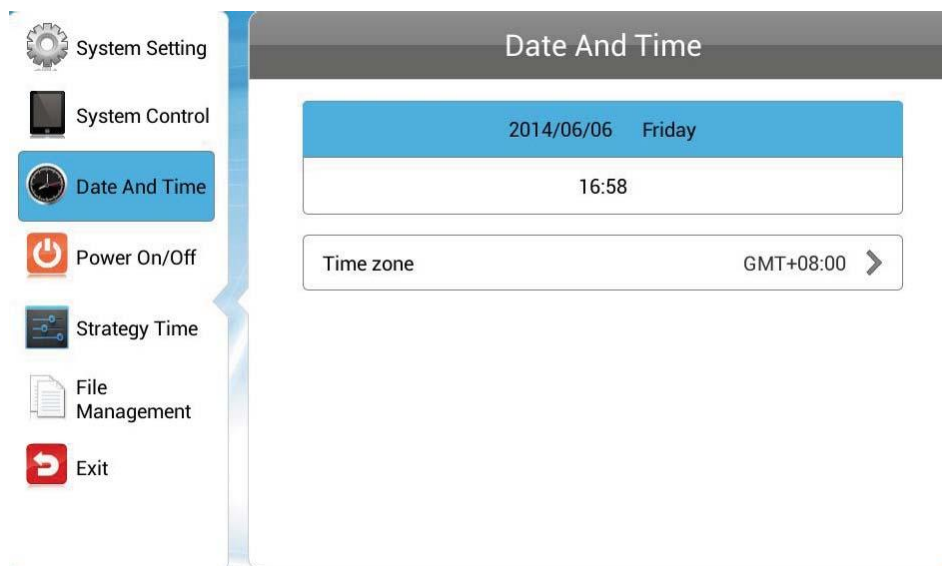 System Setting
System Control
Date And Time
Power On/Off
Strategy Time
File
Management
Exit
Date And Time
2014/06/06 Friday
16:58
Time zone GMT+08:00